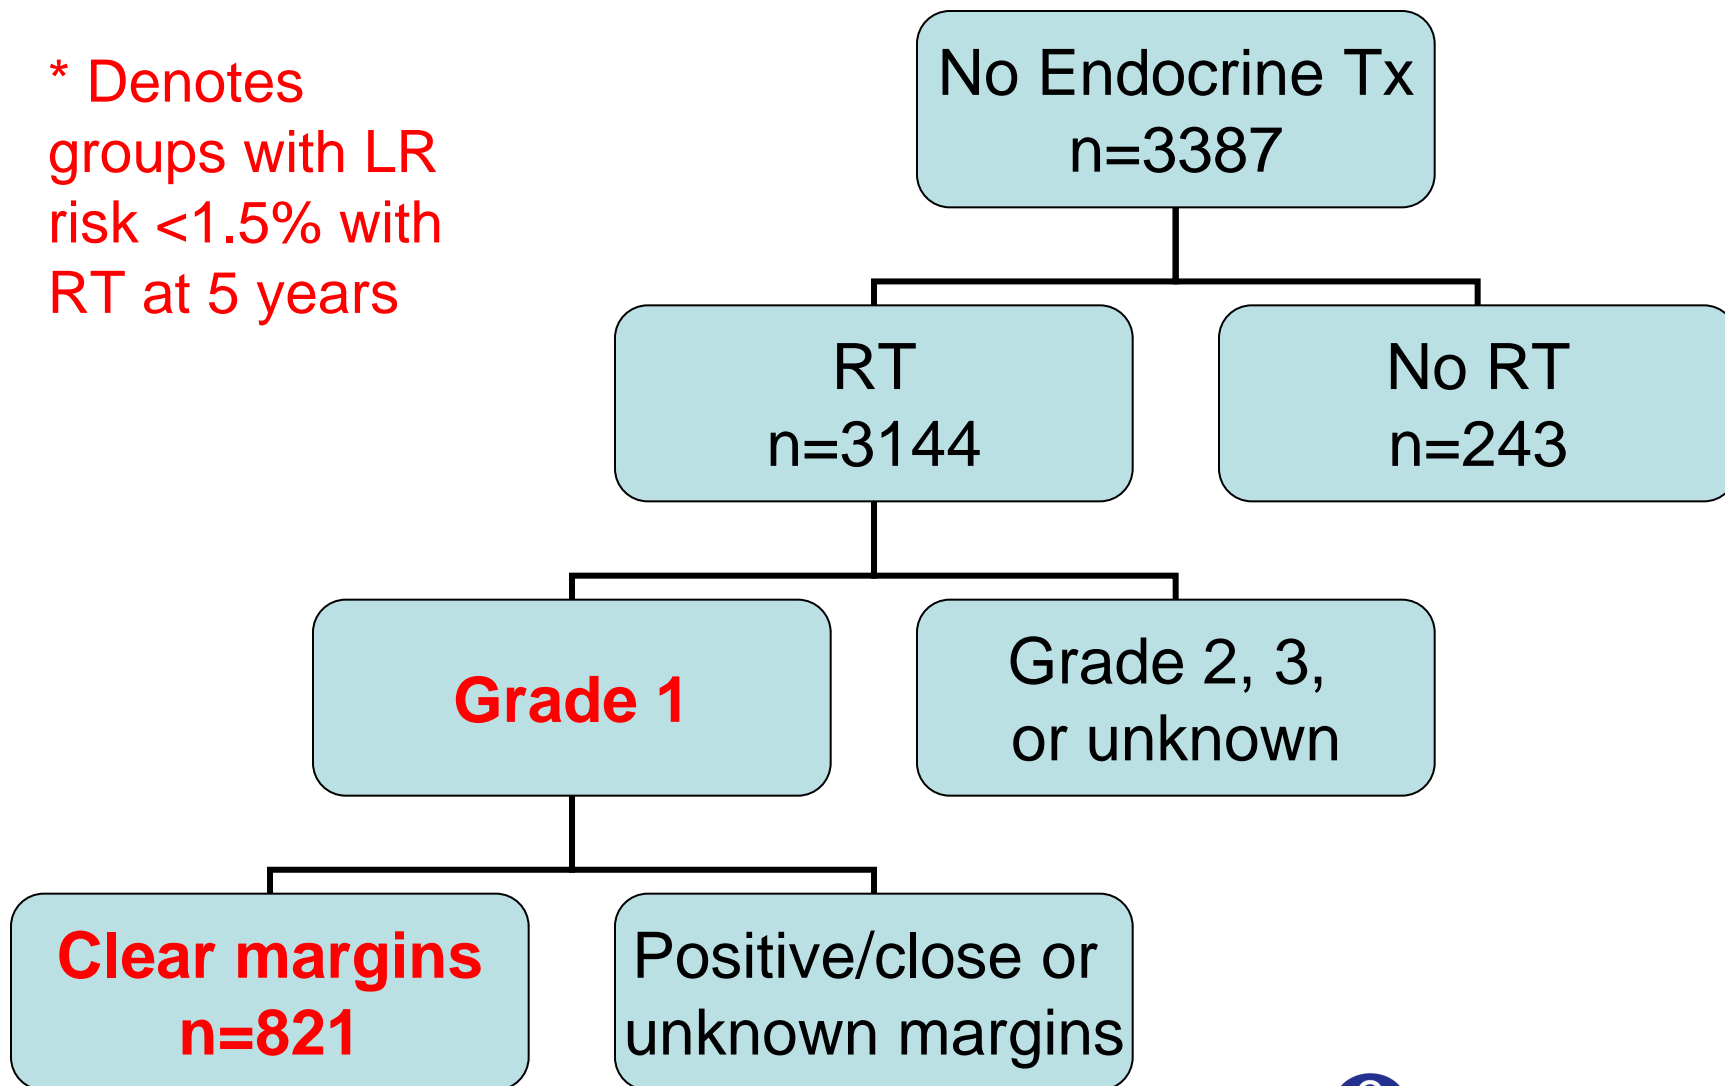 * Denotes
groups with LR
risk <1.5% with
RT at 5 years
No Endocrine Tx
n=3387
RT
n=3144
No RT
n=243
Grade 1
Grade 2, 3,
or unknown
Clear margins
n=821
Positive/close or
unknown margins